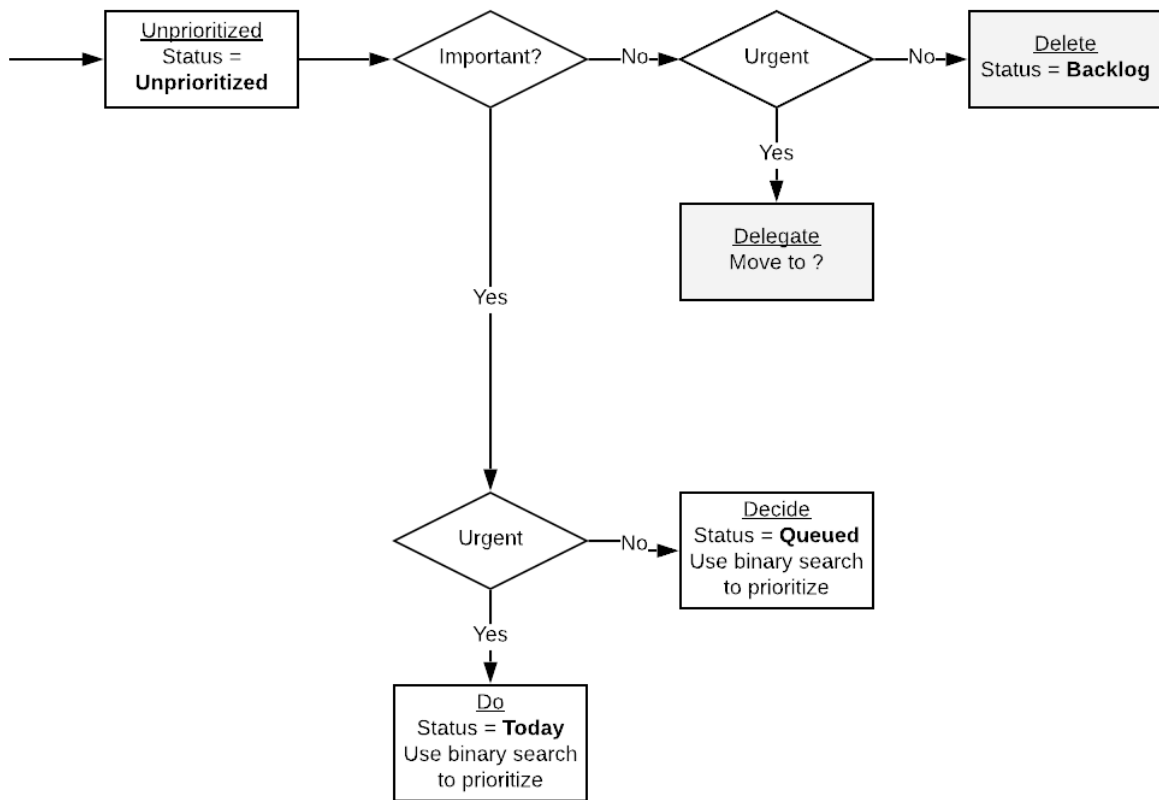 Unprioritized
Status =
Unprioritized
Important?
No
Urgent
No
Delete
Status = Backlog
Yes
Delegate
Move to ?
Yes
Urgent
No
Decide
Status = Queued
Use binary search
to prioritize
Yes
Do
Status = Today
Use binary search
to prioritize